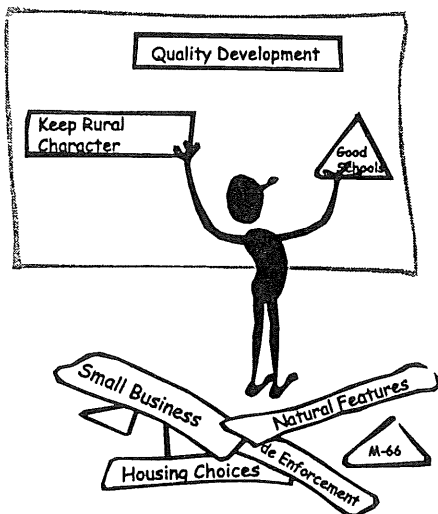 Quality Development
Keep Rural
Character
Good
Schools
Small Business
Natural Features
de Enforcement
M-66
Housing Choices